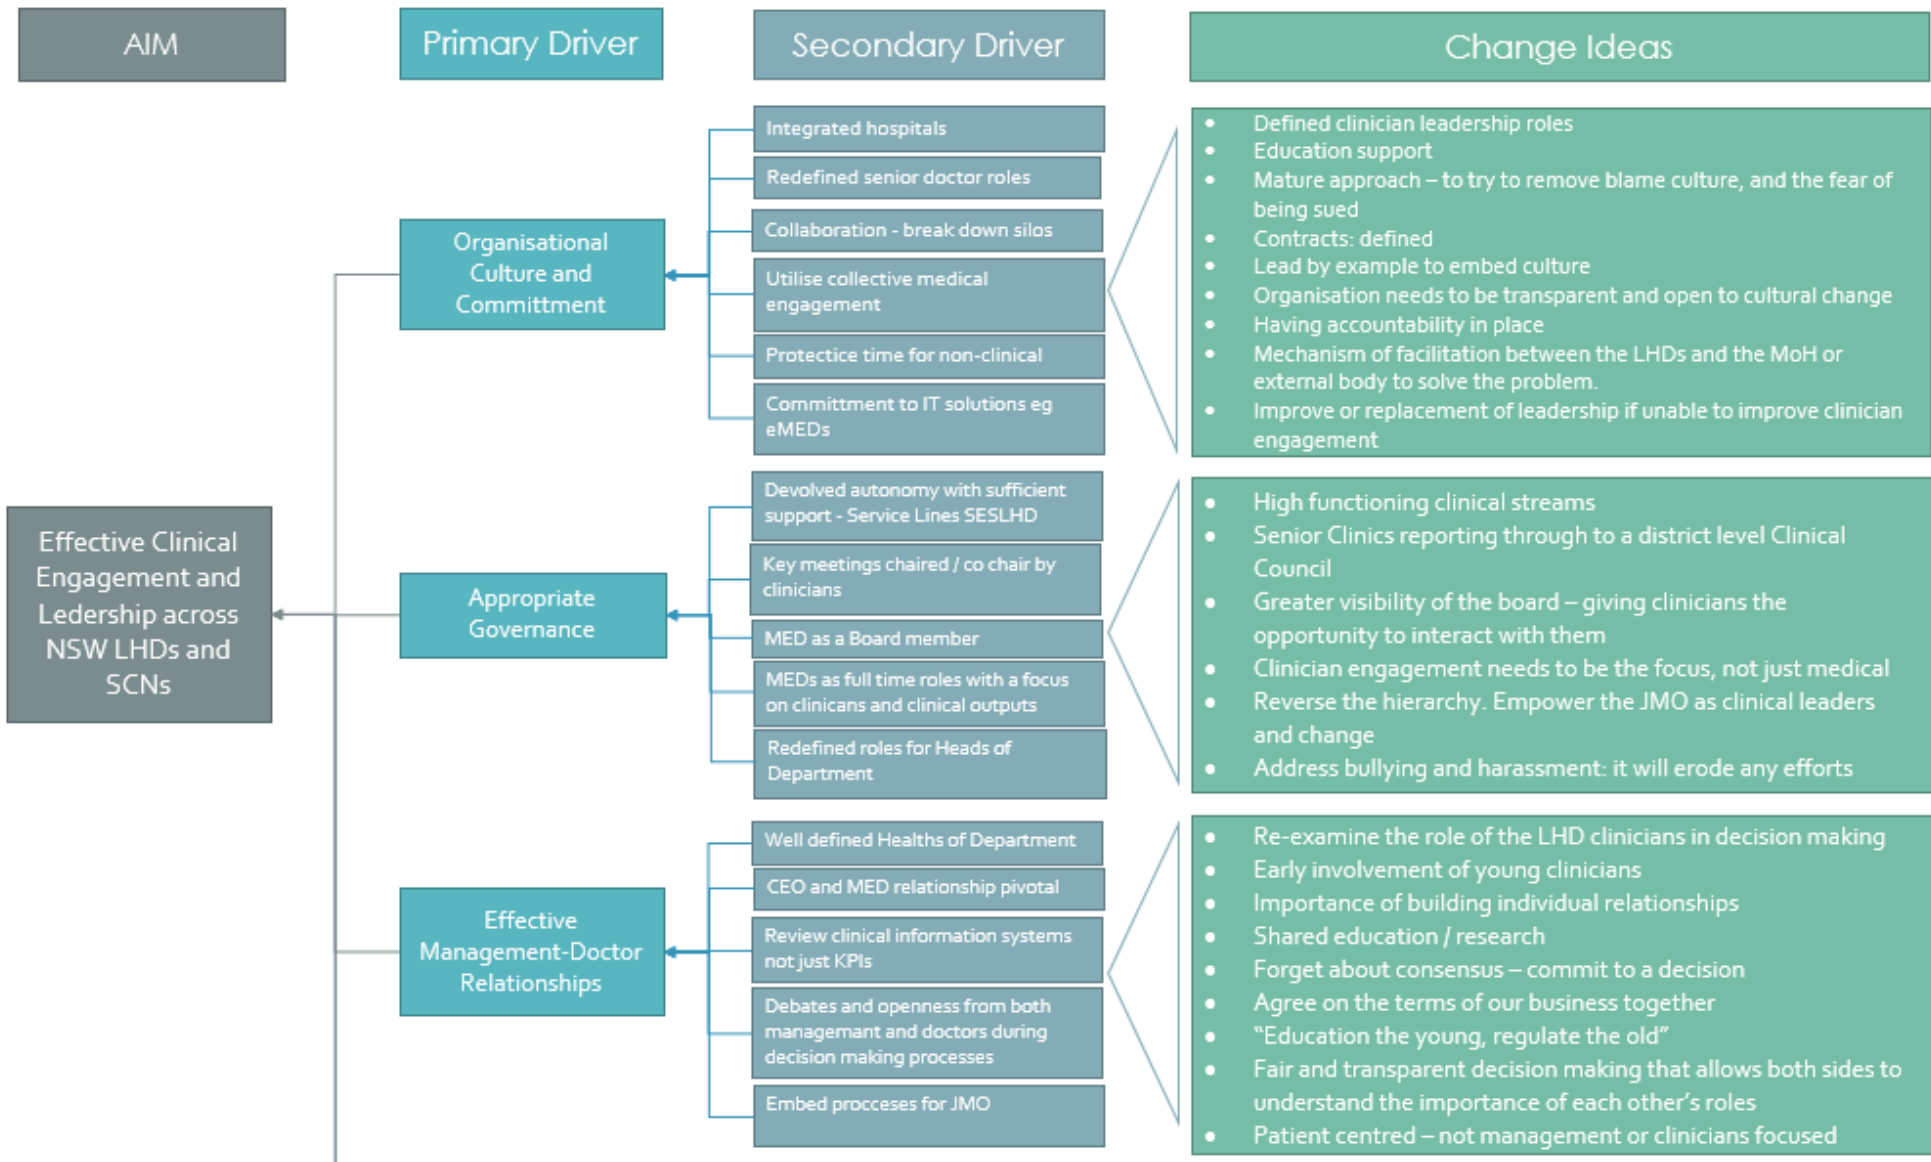 AIM
Primary Driver
Secondary Driver
Change Ideas
Effective Clinical
Engagement and
Ledership across
NSW LHDs and
SCNs
Organisational
Culture and
Committment
Integrated hospitals
Redefined senior doctor roles
Collaboration - break down silos
Utilise collective medical
engagement
Protectice time for non-clinical
Committment to IT solutions eg
eMEDs
• Defined clinician leadership roles
• Education support
• Mature approach – to try to remove blame culture, and the fear of
being sued
• Contracts: defined
• Lead by example to embed culture
• Organisation needs to be transparent and open to cultural change
• Having accountability in place
• Mechanism of facilitation between the LHDs and the MoH or
external body to solve the problem.
• Improve or replacement of leadership if unable to improve clinician
engagement
Appropriate
Governance
Devolved autonomy with sufficient
support - Service Lines SESLHD
Key meetings chaired / co chair by
clinicians
MED as a Board member
MEDs as full time roles with a focus
on clinicans and clinical outputs
Redefined roles for Heads of
Department
• High functioning clinical streams
• Senior Clinics reporting through to a district level Clinical
Council
• Greater visibility of the board – giving clinicians the
opportunity to interact with them
• Clinician engagement needs to be the focus, not just medical
• Reverse the hierarchy. Empower the JMO as clinical leaders
and change
• Address bullying and harassment: it will erode any efforts
Effective
Management-Doctor
Relationships
Well defined Healths of Department
CEO and MED relationship pivotal
Review clinical information systems
not just KPIs
Debates and openness from both
managemant and doctors during
decision making processes
Embed proccess for JMO
• Re-examine the role of the LHD clinicians in decision making
• Early involvement of young clinicians
• Importance of building individual relationships
• Shared education / research
• Forget about consensus – commit to a decision
• Agree on the terms of our business together
• “Education the young, regulate the old”
• Fair and transparent decision making that allows both sides to
understand the importance of each other’s roles
• Patient centred – not management or clinicians focused